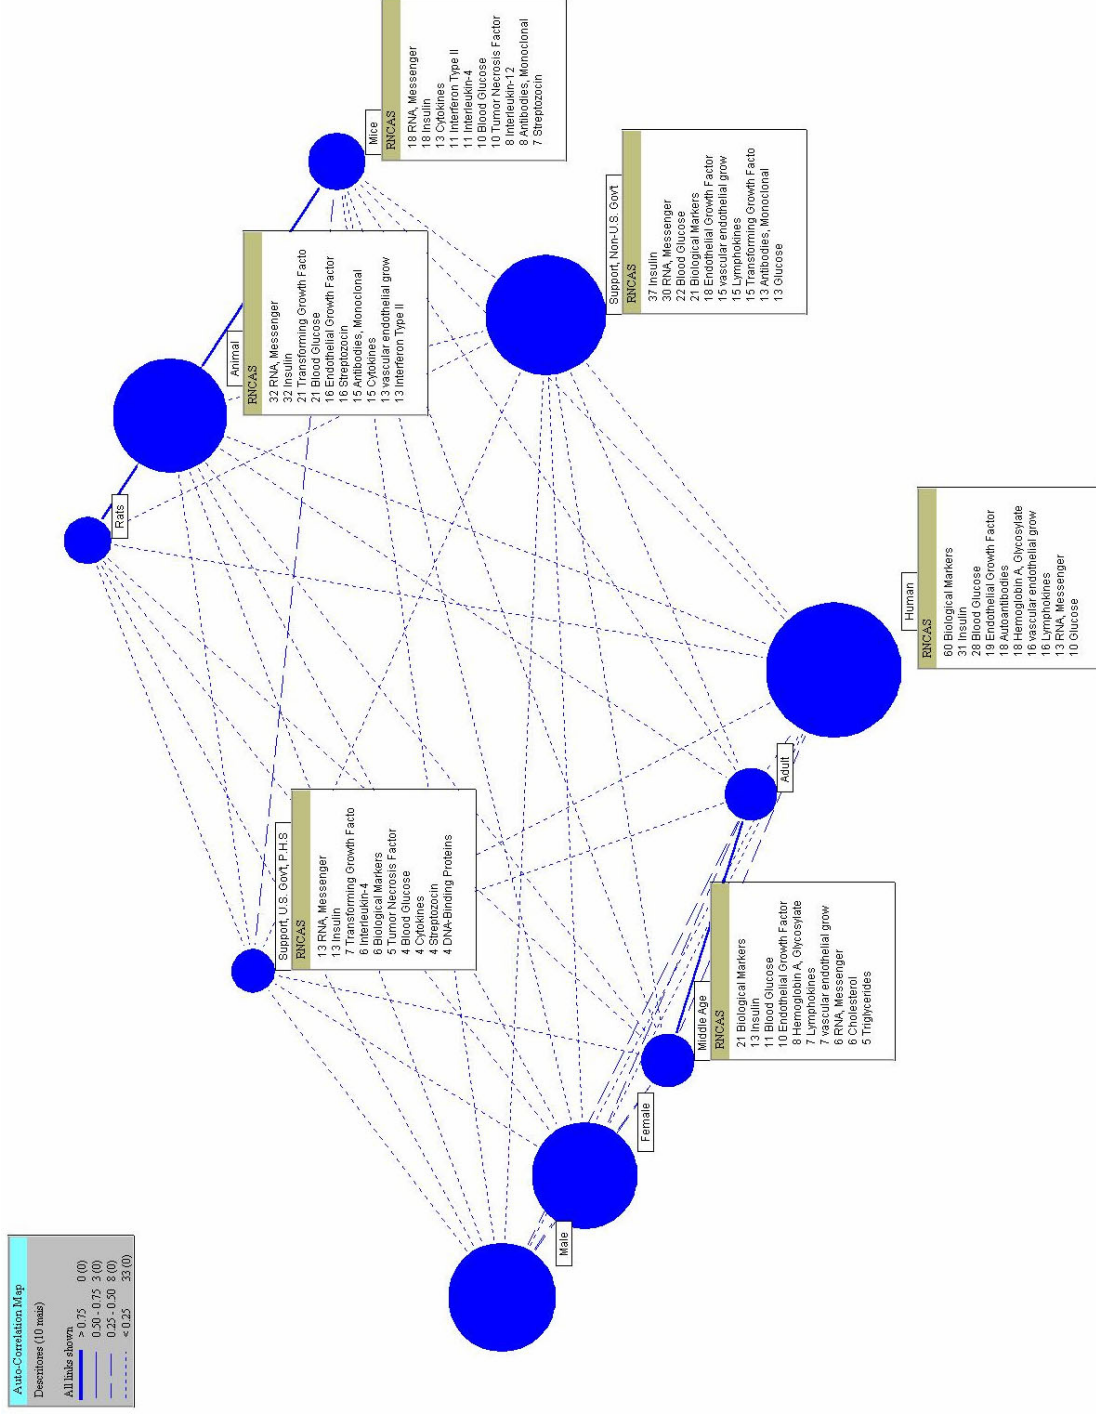 Auto-Correlation Map
Descritores (10 mais)
All links shown
> 0.75 0 (0)
0.50 - 0.75 3 (0)
0.25 - 0.50 8 (0)
< 0.25 33 (0)
Rats
Animal
RNCAS
32 RNA, Messenger
32 Insulin
21 Transforming Growth Facto
21 Blood Glucose
16 Endothelial Growth Factor
16 Streptozocin
15 Antibodies, Monoclonal
15 Cytokines
13 vascular endothelial grow
13 Interferon Type II
Mice
RNCAS
18 RNA, Messenger
18 Insulin
13 Cytokines
11 Interferon Type II
11 Interleukin-4
10 Blood Glucose
10 Tumor Necrosis Factor
8 Interleukin-12
8 Antibodies, Monoclonal
7 Streptozocin
Support, U.S. Gov't, P.H.S
RNCAS
13 RNA, Messenger
13 Insulin
7 Transforming Growth Facto
6 Interleukin-4
6 Biological Markers
5 Tumor Necrosis Factor
4 Blood Glucose
4 Cytokines
4 Streptozocin
4 DNA-Binding Proteins
Support, Non-U.S. Gov't
RNCAS
37 Insulin
30 RNA, Messenger
22 Blood Glucose
21 Biological Markers
18 Endothelial Growth Factor
15 vascular endothelial grow
15 Lymphokines
15 Transforming Growth Facto
13 Antibodies, Monoclonal
13 Glucose
Male
Female
Middle Age
RNCAS
21 Biological Markers
13 Insulin
11 Blood Glucose
10 Endothelial Growth Factor
8 Hemoglobin A, Glycosylate
7 Lymphokines
7 vascular endothelial grow
6 RNA, Messenger
6 Cholesterol
5 Triglycerides
Adult
Human
RNCAS
60 Biological Markers
31 Insulin
28 Blood Glucose
19 Endothelial Growth Factor
18 Autoantibodies
18 Hemoglobin A, Glycosylate
16 vascular endothelial grow
16 Lymphokines
13 RNA, Messenger
10 Glucose